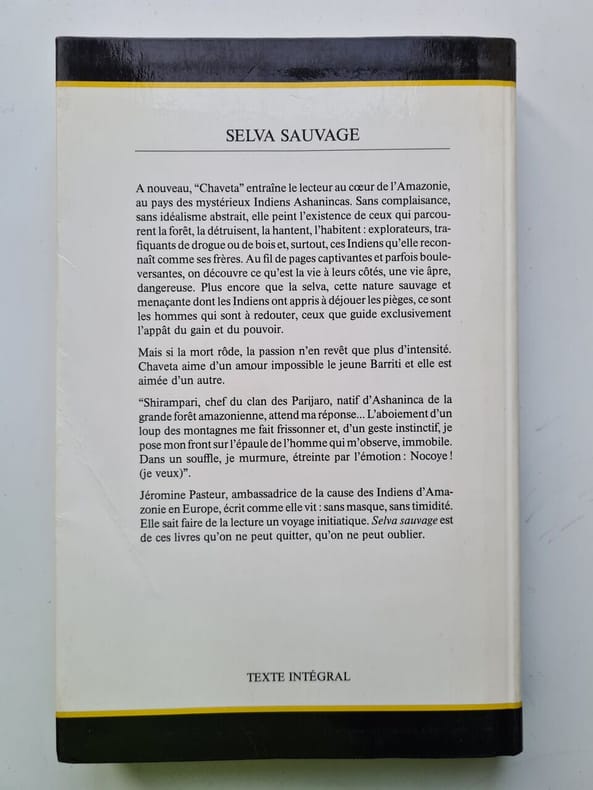 SELVA SAUVAGE
A nouveau, “Chaveta” entraîne le lecteur au cœur de l'Amazonie,
au pays des mystérieux Indiens Ashanincas. Sans complaisance,
sans idéalisme abstrait, elle peint l'existence de ceux qui parcou-
rent la forêt, la détruisent, la hantent, l'habitent : explorateurs, tra-
fiquants de drogue ou de bois et, surtout, ces Indiens qu'elle recon-
naît comme ses frères. Au fil de pages captivantes et parfois boule-
versantes, on découvre ce qu'est la vie à leurs côtés, une vie âpre,
dangereuse. Plus encore que la selva, cette nature sauvage et
menaçante dont les Indiens ont appris à déjouer les pièges, ce sont
les hommes qui sont à redouter, ceux que guide exclusivement
l'appât du gain et du pouvoir.
Mais si la mort rôde, la passion n'en revêt que plus d'intensité.
Chaveta aime d'un amour impossible le jeune Barriti et elle est
aimée d'un autre.
“Shirampari, chef du clan des Parijaro, natif d'Ashaninca de la
grande forêt amazonienne, attend ma réponse... L'aboiement d'un
loup des montagnes me fait frissonner et, d'un geste instinctif, je
pose mon front sur l'épaule de l'homme qui m'observe, immobile.
Dans un souffle, je murmure, étreinte par l'émotion : Nocoye !
(je veux)”.
Jéromine Pasteur, ambassadrice de la cause des Indiens d'Ama-
zonie en Europe, écrit comme elle vit : sans masque, sans timidité.
Elle sait faire de la lecture un voyage initiatique. Selva sauvage est
de ces livres qu'on ne peut quitter, qu'on ne peut oublier.
TEXTE INTÉGRAL